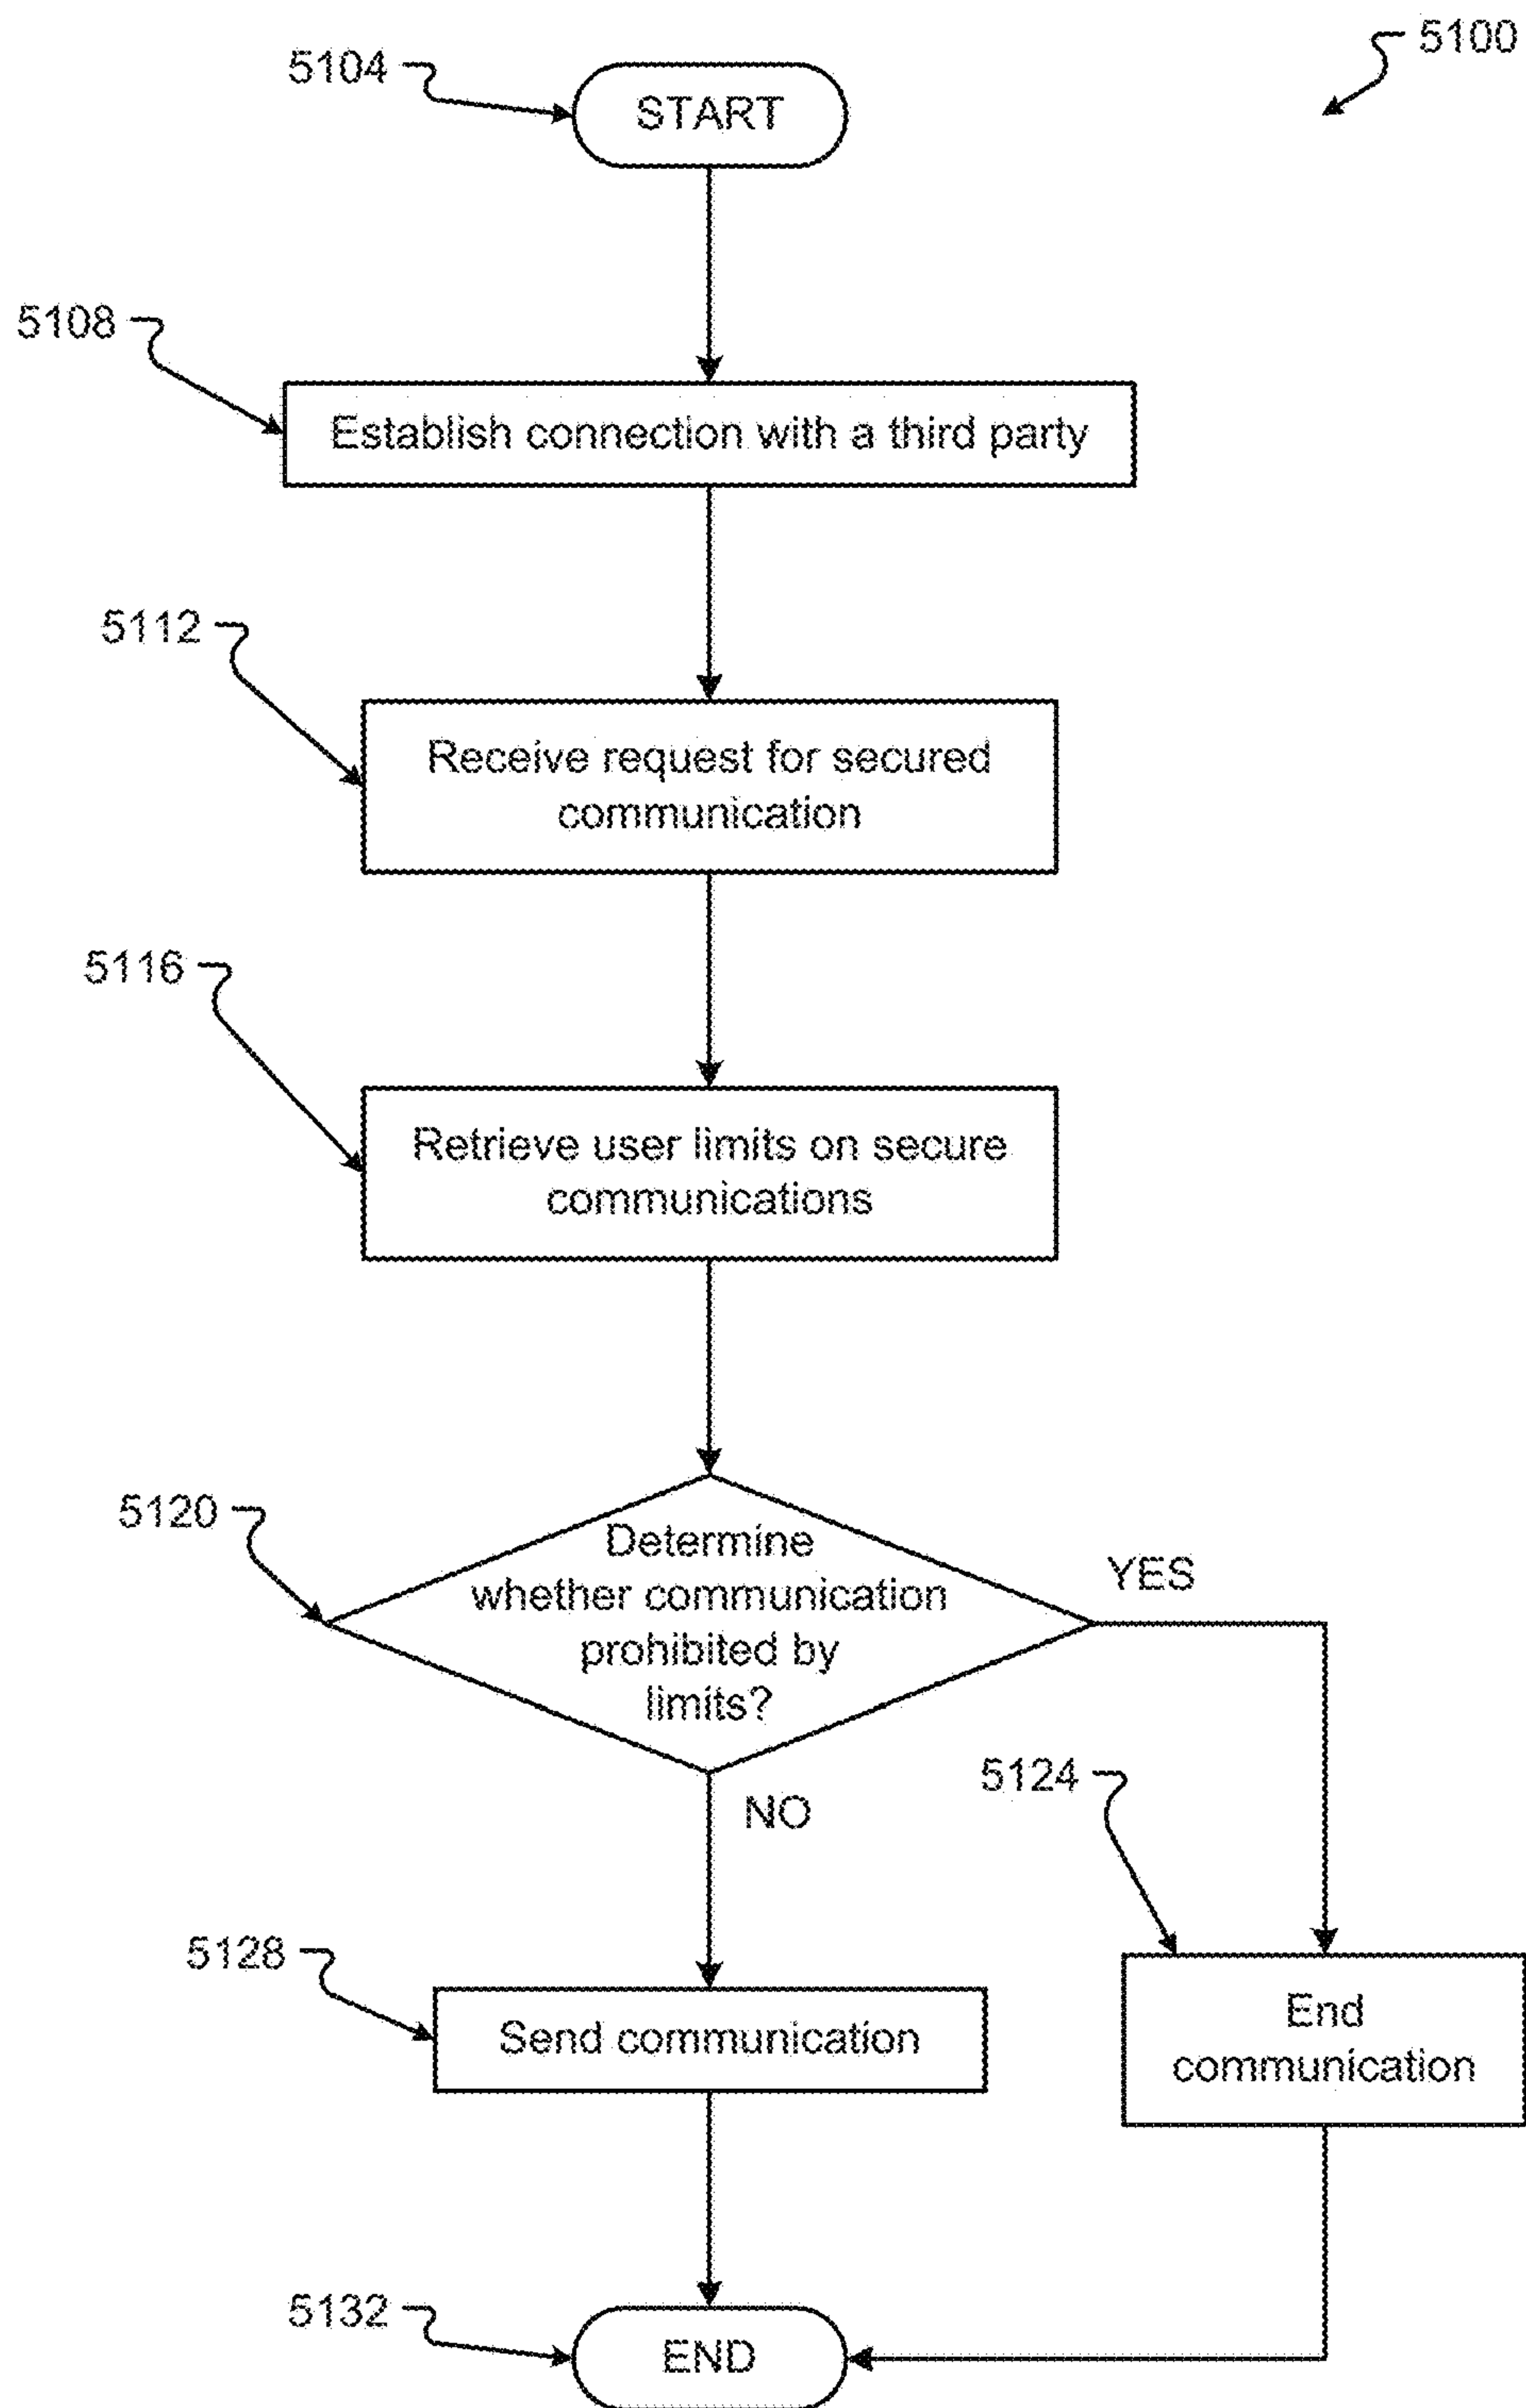 5100
5104
START
5108
Establish connection with a third party
5112
Receive request for secured
communication
5116
Retrieve user limits on secure
communications
5120
Determine
whether communication
prohibited by
limits?
YES
NO
5124
End
communication
5128
Send communication
5132
END